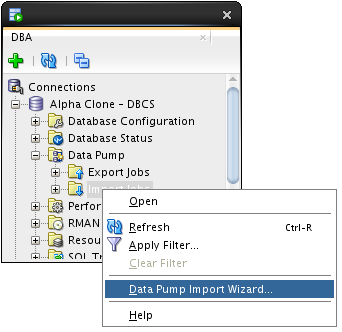 DBA
Connections
Alpha Clone - DBCS
Database Configuration
Database Status
Data Pump
Export Jobs
Import Jobs
Perfor
RMAN
Resou
SQL Tr
Open
Refresh Ctrl-R
Apply Filter...
Clear Filter
Data Pump Import Wizard...
Help